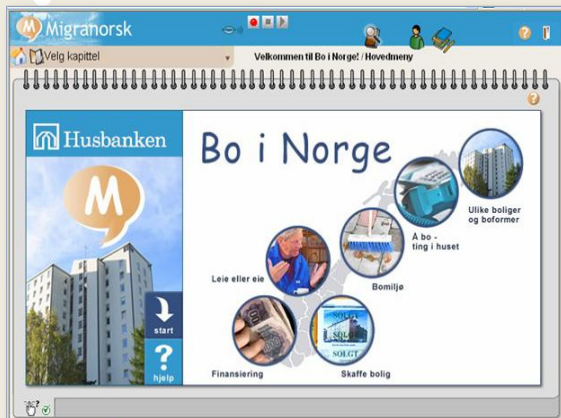 Migranorsk
Velg kapittel
Velkommen til Bo i Norge! / Hovedmeny
Husbanken
Bo i Norge
M
Ulike boliger
og boformer
Å bo -
ting i huset
Bomiljø
Leie eller eie
start
SOLGT
SOLGT
SOLGT
?
hjelp
Finansiering
Skaffe bolig